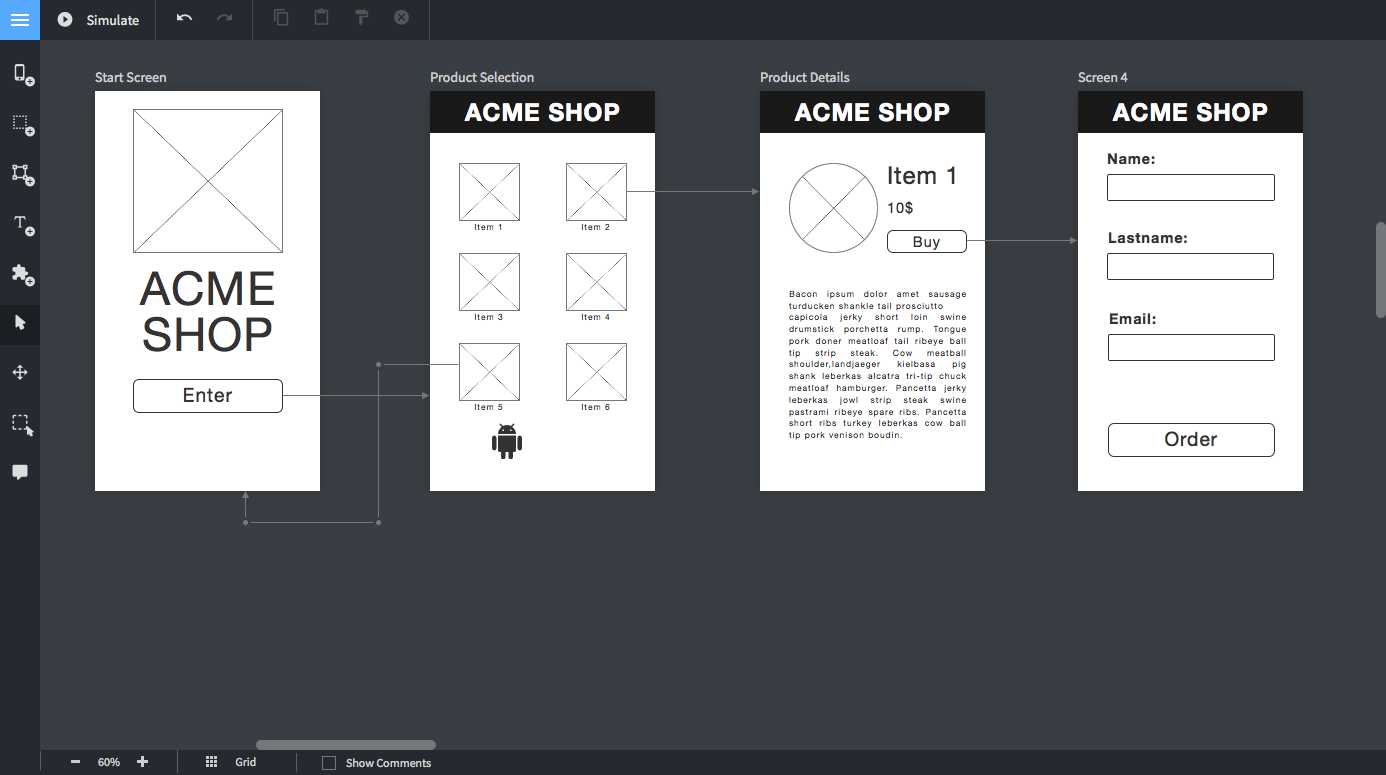 Simulate
Start Screen
ACME
SHOP
Enter
Product Selection
ACME SHOP
Item 1
Item 2
Item 3
Item 4
Item 5
Item 6
Product Details
ACME SHOP
Item 1
10$
Buy
Bacon ipsum dolor amet sausage
turducken shankle tail prosciutto
capicola jerky short loin swine
drumstick porchetta rump. Tongue
pork doner meatloaf tail ribeye ball
tip strip steak. Cow meatball
shoulder,landjaeger kielbasa pig
shank leberkas alcatra tri-tip chuck
meatloaf hamburger. Pancetta jerky
leberkas jowl strip steak swine
pastrami ribeye spare ribs. Pancetta
short ribs turkey leberkas cow ball
tip pork venison boudin.
Screen 4
ACME SHOP
Name:
Lastname:
Email:
Order
60%
Grid
Show Comments